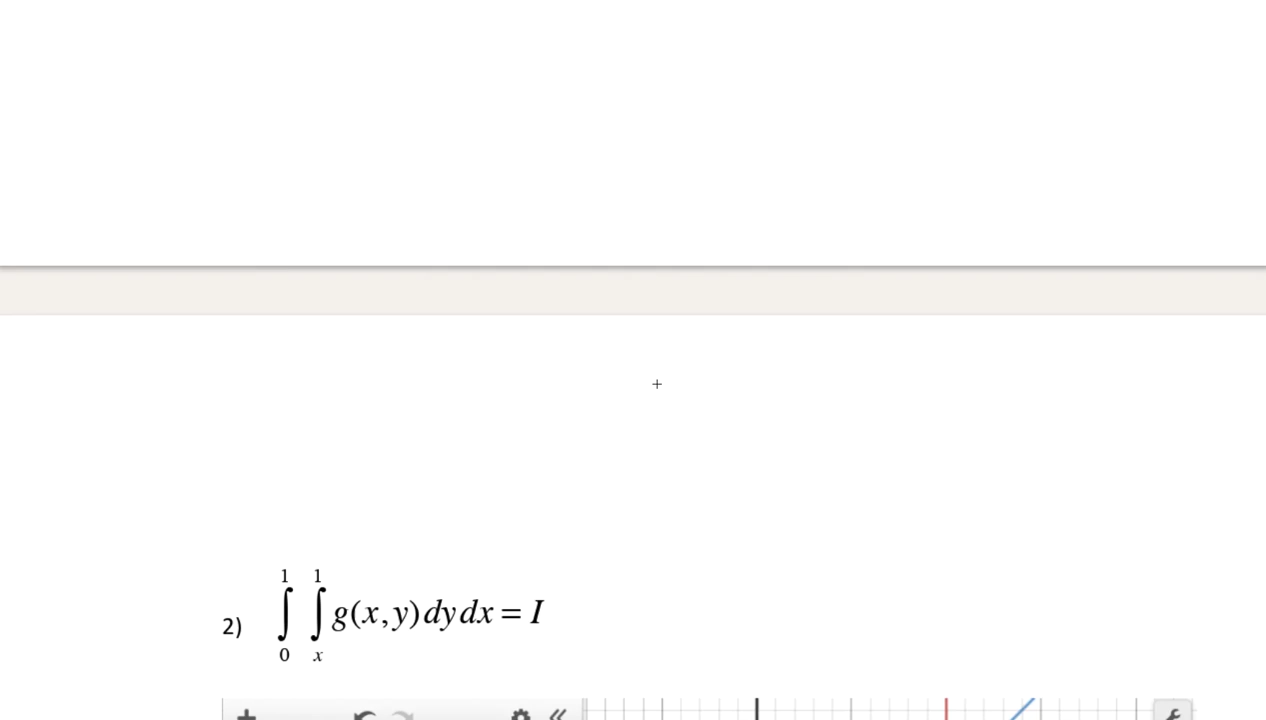 2) ∫₀¹ ∫ₓ¹ g(x,y) dy dx = I